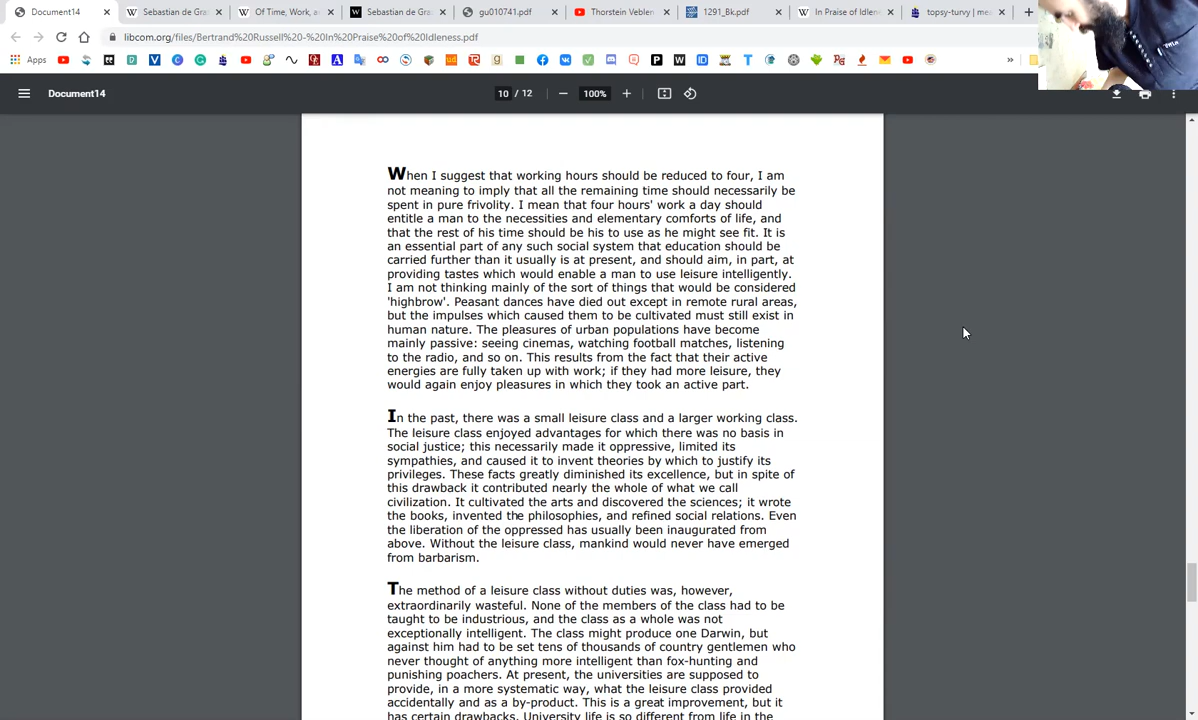 Document14
Sebastian de Gra
Of Time, Work, a
Sebastian de Gra
gu010741.pdf
Thorstein Veblen
1291_Bk.pdf
In Praise of Idlen
topsy-turvy | me
libcom.org/files/Bertrand%20Russell%20-%20In%20Praise%20of%20Idleness.pdf
Apps
Document14
10 / 12
100%
When I suggest that working hours should be reduced to four, I am
not meaning to imply that all the remaining time should necessarily be
spent in pure frivolity. I mean that four hours' work a day should
entitle a man to the necessities and elementary comforts of life, and
that the rest of his time should be his to use as he might see fit. It is
an essential part of any such social system that education should be
carried further than it usually is at present, and should aim, in part, at
providing tastes which would enable a man to use leisure intelligently.
I am not thinking mainly of the sort of things that would be considered
'highbrow'. Peasant dances have died out except in remote rural areas,
but the impulses which caused them to be cultivated must still exist in
human nature. The pleasures of urban populations have become
mainly passive: seeing cinemas, watching football matches, listening
to the radio, and so on. This results from the fact that their active
energies are fully taken up with work; if they had more leisure, they
would again enjoy pleasures in which they took an active part.
In the past, there was a small leisure class and a larger working class.
The leisure class enjoyed advantages for which there was no basis in
social justice; this necessarily made it oppressive, limited its
sympathies, and caused it to invent theories by which to justify its
privileges. These facts greatly diminished its excellence, but in spite of
this drawback it contributed nearly the whole of what we call
civilization. It cultivated the arts and discovered the sciences; it wrote
the books, invented the philosophies, and refined social relations. Even
the liberation of the oppressed has usually been inaugurated from
above. Without the leisure class, mankind would never have emerged
from barbarism.
The method of a leisure class without duties was, however,
extraordinarily wasteful. None of the members of the class had to be
taught to be industrious, and the class as a whole was not
exceptionally intelligent. The class might produce one Darwin, but
against him had to be set tens of thousands of country gentlemen who
never thought of anything more intelligent than fox-hunting and
punishing poachers. At present, the universities are supposed to
provide, in a more systematic way, what the leisure class provided
accidentally and as a by-product. This is a great improvement, but it
has certain drawbacks. University life is so different from life in the